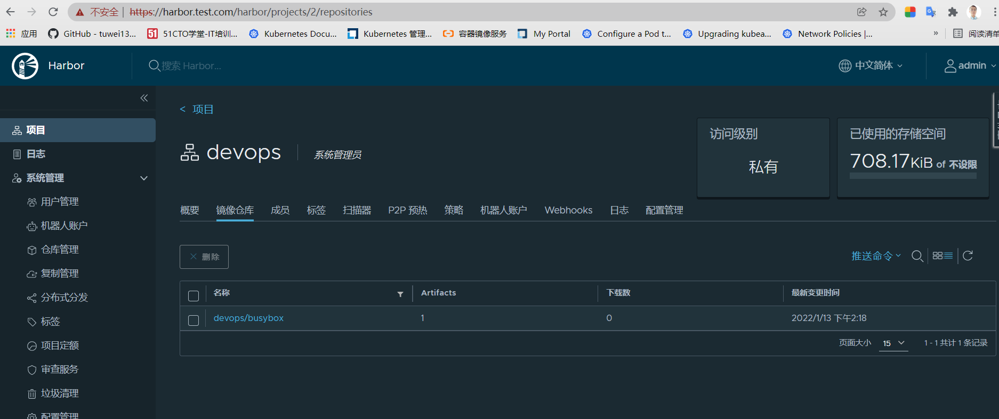 不安全 | https://harbor.test.com/harbor/projects/2/repositories
应用 GitHub - tuwei13... 51CTO学堂-IT培训... Kubernetes Docu... Kubernetes 管理... 容器镜像服务 My Portal Configure a Pod t... Upgrading kubea... Network Policies |... » 阅读清单
Harbor 搜索 Harbor... 中文简体 admin
< 项目
项目
日志
系统管理
用户管理
机器人账户
仓库管理
复制管理
分布式分发
标签
项目定额
审查服务
垃圾清理
配置管理
devops 系统管理员
访问级别
私有
已使用的存储空间
708.17KiB of 不设限
概要 镜像仓库 成员 标签 扫描器 P2P 预热 策略 机器人账户 Webhooks 日志 配置管理
删除 推送命令
名称 Artifacts 下载数 最新变更时间
devops/busybox 1 0 2022/1/13 下午2:18
页面大小 15 1 - 1 共计 1 条记录